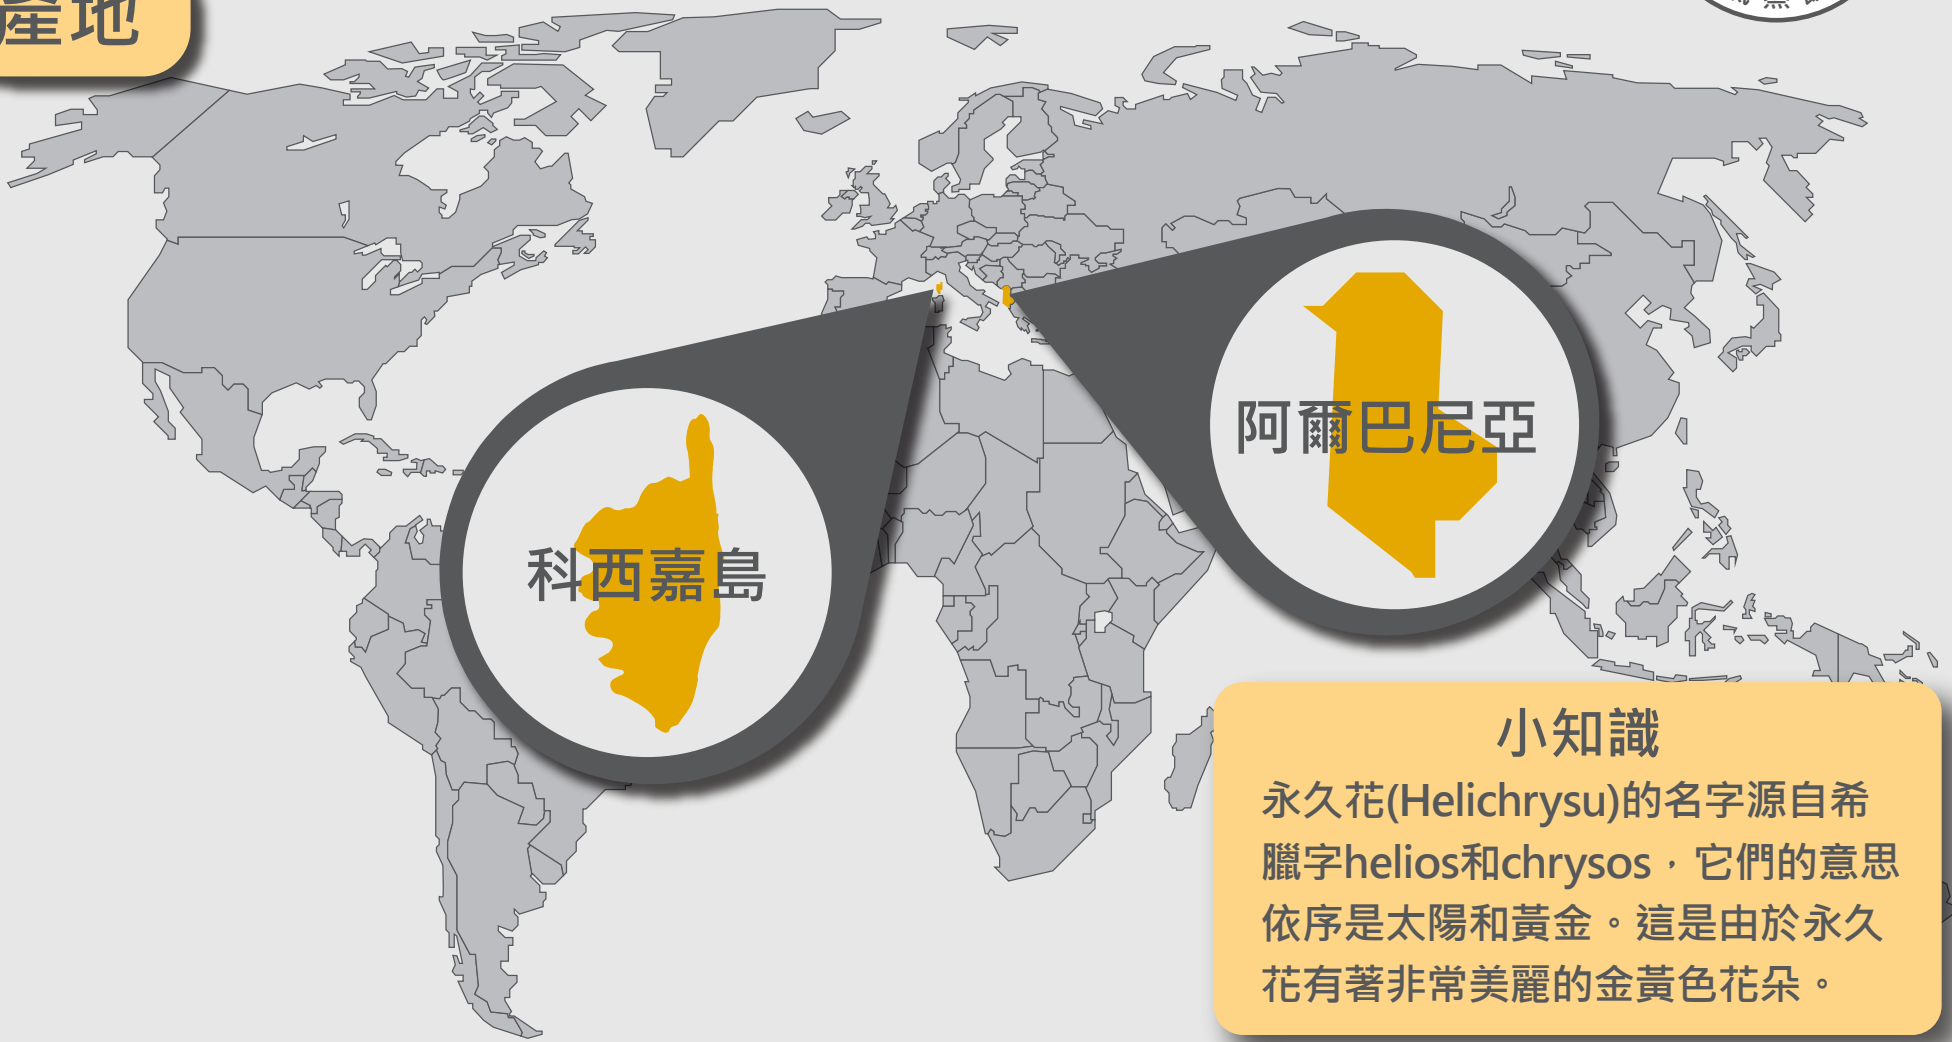 產地
科西嘉島
阿爾巴尼亞
小知識
永久花(Helichrysu)的名字源自希
臘字helios和chrysos，它們的意思
依序是太陽和黃金。這是由於永久
花有著非常美麗的金黃色花朵。